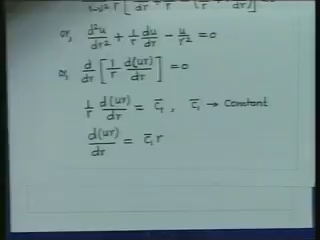 or, d²u/dr² + 1/r du/dr - u/r² = 0
or, d/dr [ 1/r d(ur)/dr ] = 0
1/r d(ur)/dr = c̄₁, c̄₁ → Constant
d(ur)/dr = c̄₁ r